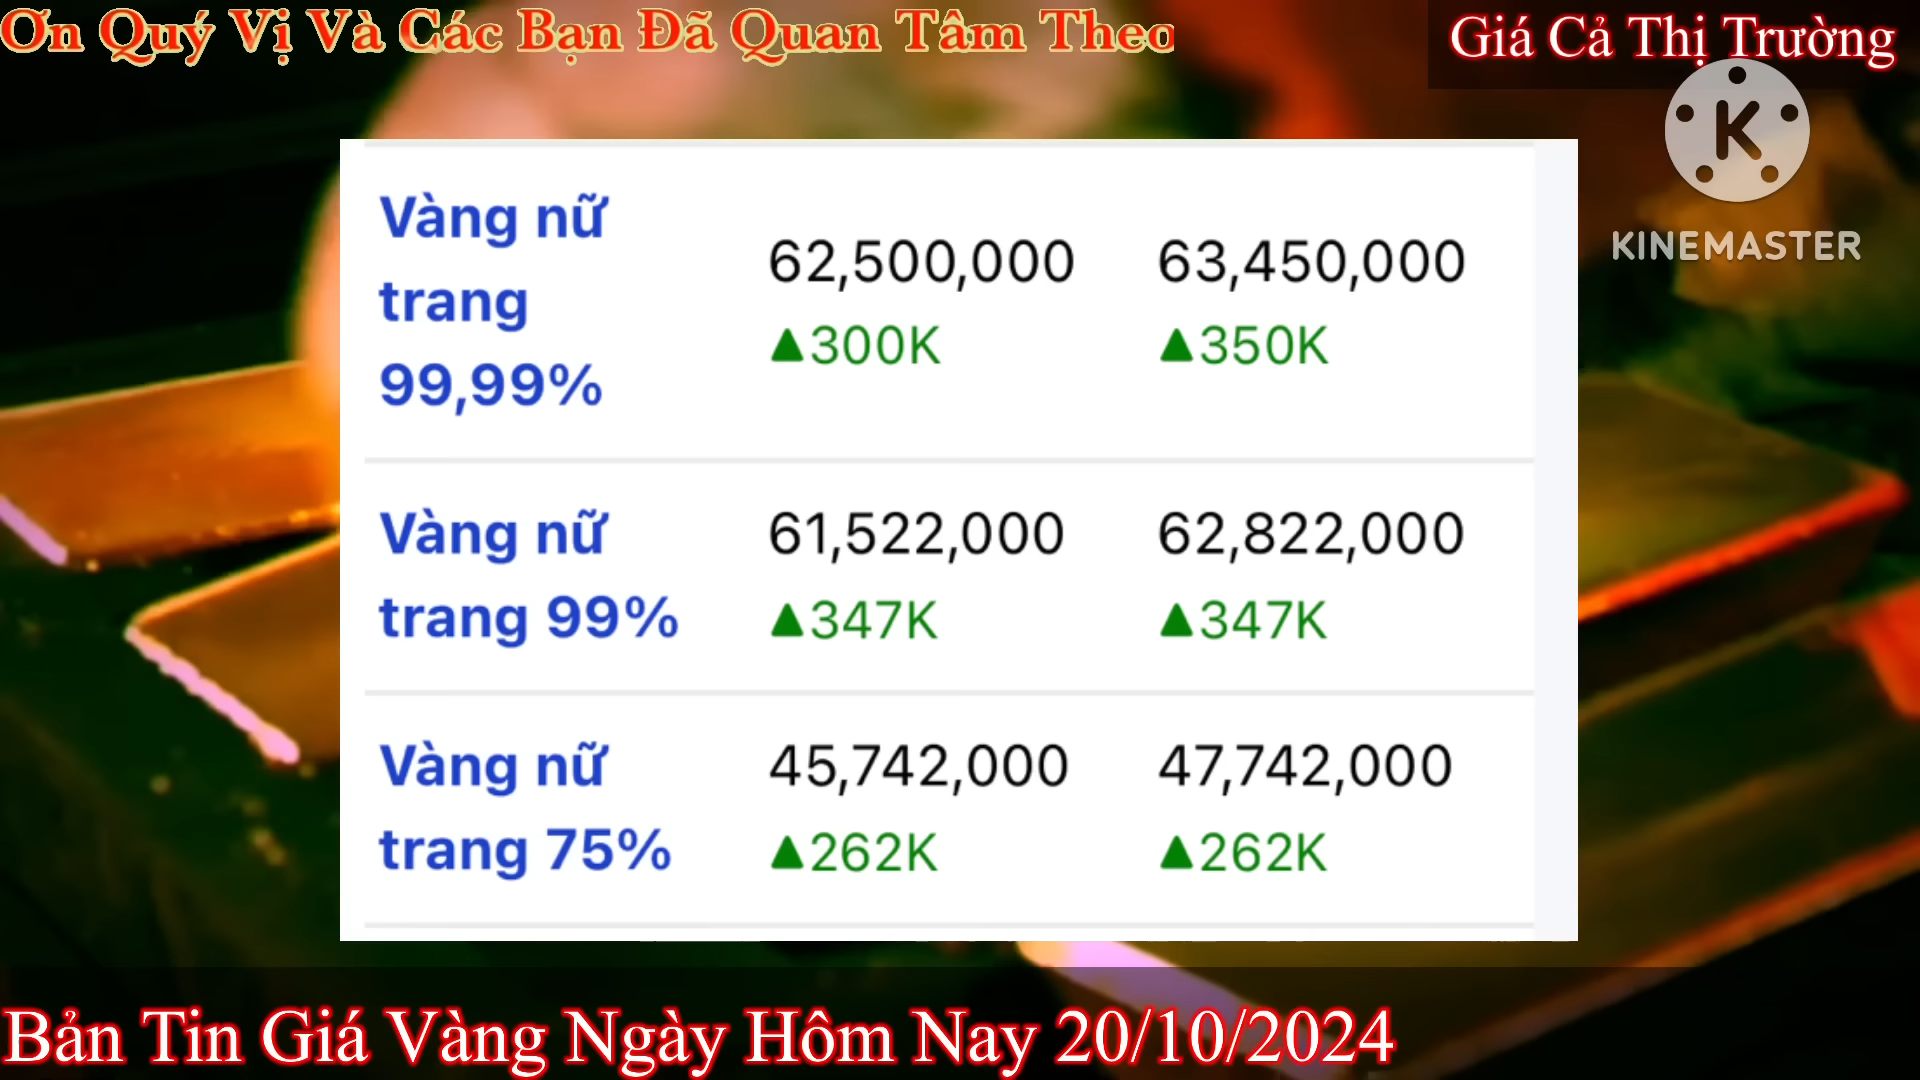 Ơn Quý Vị Và Các Bạn Đã Quan Tâm Theo
Giá Cả Thị Trường
K
KINEMASTER
Vàng nữ
trang
99,99%
62,500,000
63,450,000
▲300K
▲350K
Vàng nữ
trang 99%
61,522,000
62,822,000
▲347K
▲347K
Vàng nữ
trang 75%
45,742,000
47,742,000
▲262K
▲262K
Bản Tin Giá Vàng Ngày Hôm Nay 20/10/2024